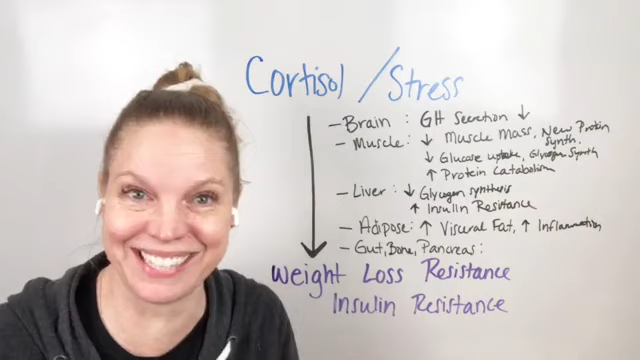 Cortisol / Stress
– Brain : GH Secretion ↓
– Muscle: ↓ Muscle Mass, New Protein Synth.
↓ Glucose uptake, Glycogen Synth
↑ Protein Catabolism
– Liver: ↓ Glycogen synthesis
↑ Insulin Resistance
– Adipose: ↑ Visceral Fat, ↑ Inflammation
– Gut, Bone, Pancreas:
Weight Loss Resistance
Insulin Resistance